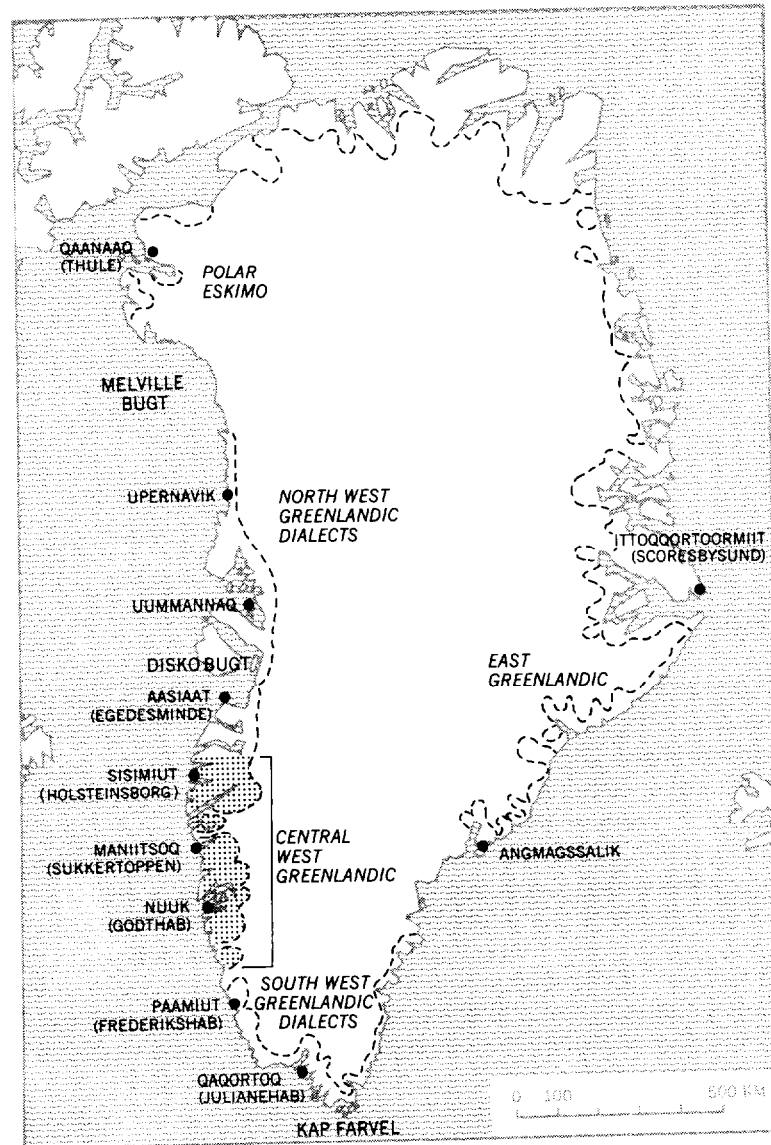 QAANAAQ
(THULE)
POLAR
ESKIMO
MELVILLE
BUGT
UPERNAVIK
NORTH WEST
GREENLANDIC
DIALECTS
ITTOQQORTOORMIIT
(SCORESBYSUND)
UUMMANNAQ
DISKO BUGT
EAST
GREENLANDIC
AASIAAT
(EGEDESMINDE)
SISIMIUT
(HOLSTEINSBORG)
CENTRAL
WEST
GREENLANDIC
MANIITSOQ
(SUKKERTOPPEN)
ANGMAGSSALIK
NUUK
(GODTHAB)
SOUTH WEST
GREENLANDIC
DIALECTS
PAAMIUT
(FREDERIKSHAB)
QAQORTOQ
(JULIANEHAB)
KAP FARVEL
0 100 500 KM